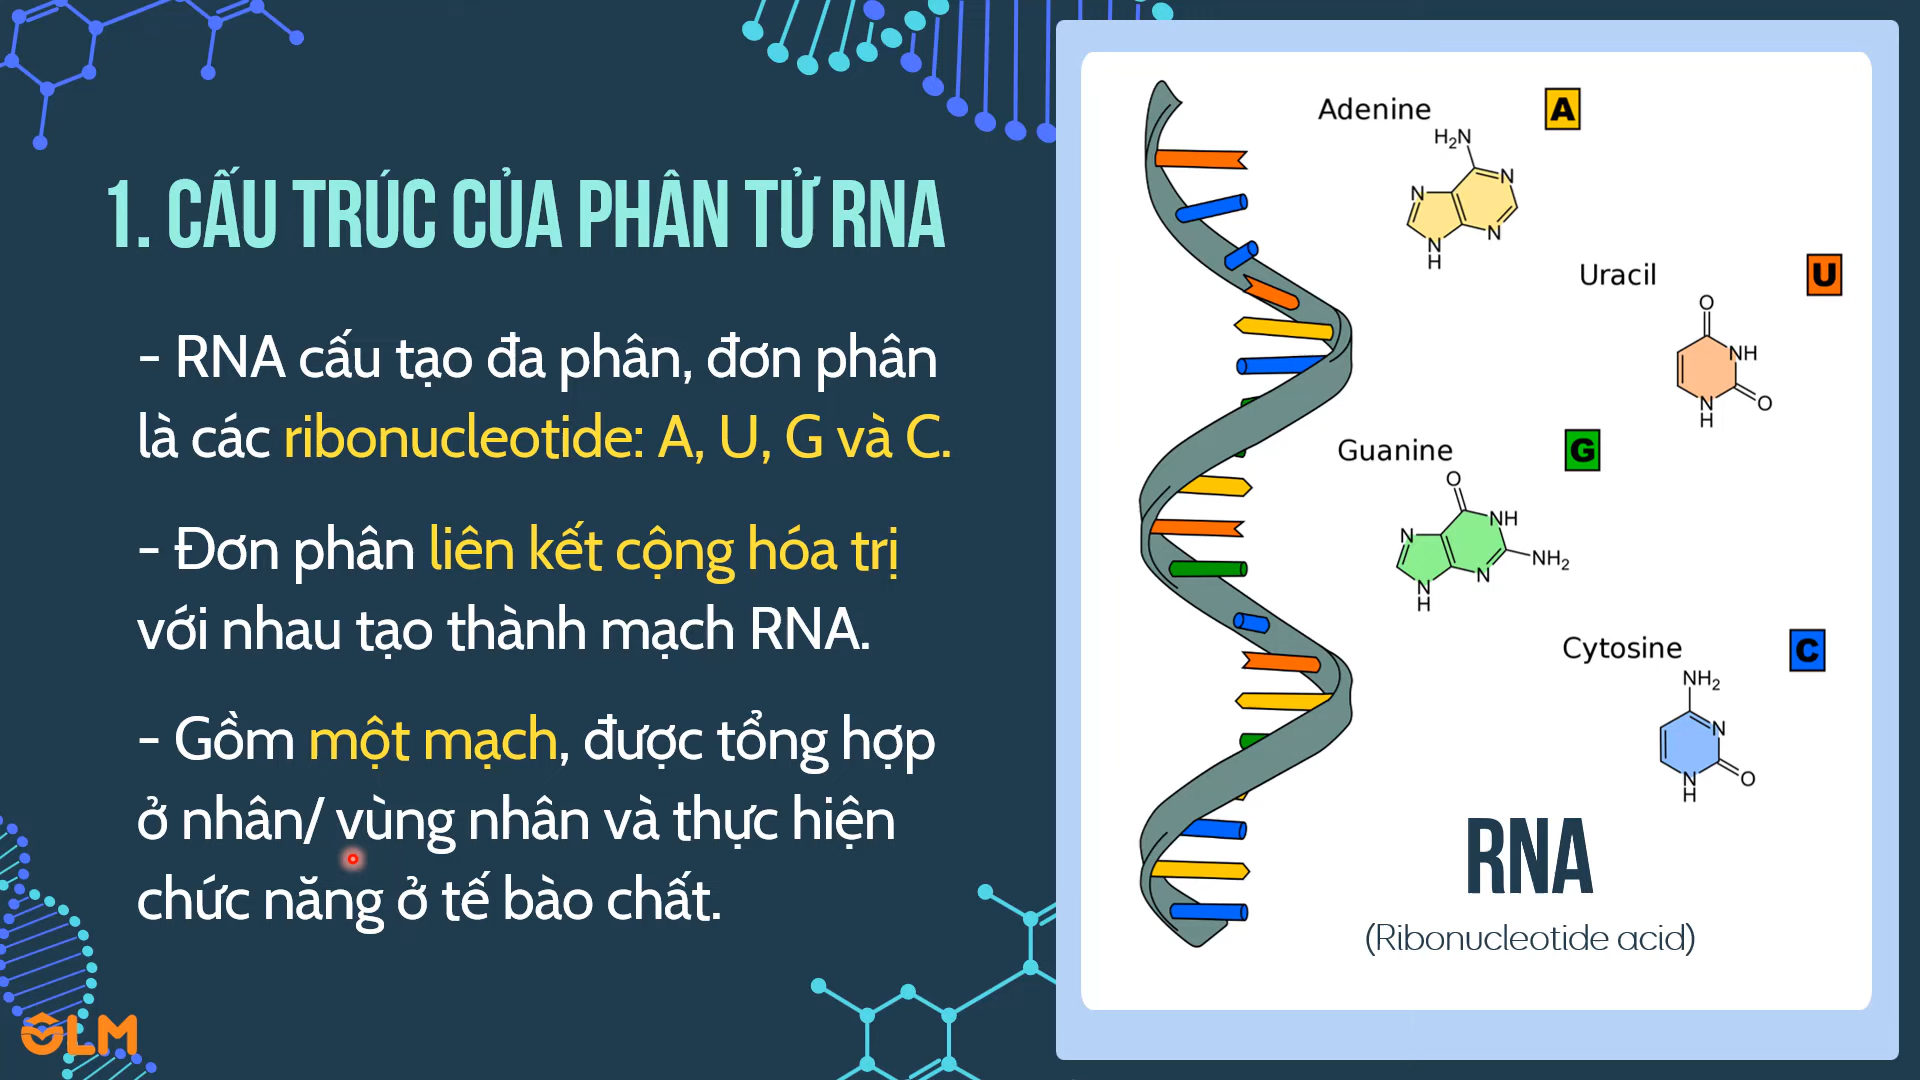 1. CẤU TRÚC CỦA PHÂN TỬ RNA
- RNA cấu tạo đa phân, đơn phân
là các ribonucleotide: A, U, G và C.
- Đơn phân liên kết cộng hóa trị
với nhau tạo thành mạch RNA.
- Gồm một mạch, được tổng hợp
ở nhân/ vùng nhân và thực hiện
chức năng ở tế bào chất.
OLM
Adenine A
H₂N
N
N
N
N
H
Uracil U
O
NH
N
H
O
Guanine G
O
N
NH
N
NH₂
N
H
Cytosine C
NH₂
N
N
H
O
RNA
(Ribonucleotide acid)